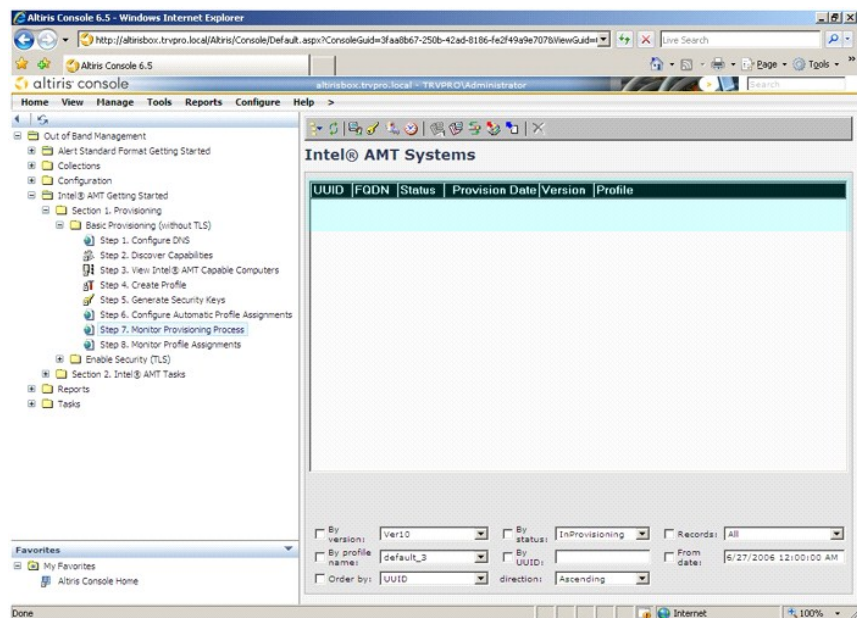 Altiris Console 6.5 - Windows Internet Explorer
http://altirisbox.trvpro.local/Altiris/Console/Default.aspx?ConsoleGuid=3faa8b67-250b-42ad-8186-fe2f49a9e707&ViewGuid=
Live Search
Altiris Console 6.5
Page
Tools
altiris console
altirisbox.trvpro.local - TRVPRO\Administrator
Search
Home View Manage Tools Reports Configure Help >
Out of Band Management
Alert Standard Format Getting Started
Collections
Configuration
Intel® AMT Getting Started
Section 1. Provisioning
Basic Provisioning (without TLS)
Step 1. Configure DNS
Step 2. Discover Capabilities
Step 3. View Intel® AMT Capable Computers
Step 4. Create Profile
Step 5. Generate Security Keys
Step 6. Configure Automatic Profile Assignments
Step 7. Monitor Provisioning Process
Step 8. Monitor Profile Assignments
Enable Security (TLS)
Section 2. Intel® AMT Tasks
Reports
Tasks
Intel® AMT Systems
UUID FQDN Status Provision Date Version Profile
By version: Ver10 By status: InProvisioning Records: All
By profile name: default_3 By UUID: From date: 6/27/2006 12:00:00 AM
Order by: UUID direction: Ascending
Favorites
My Favorites
Altiris Console Home
Done
Internet
100%